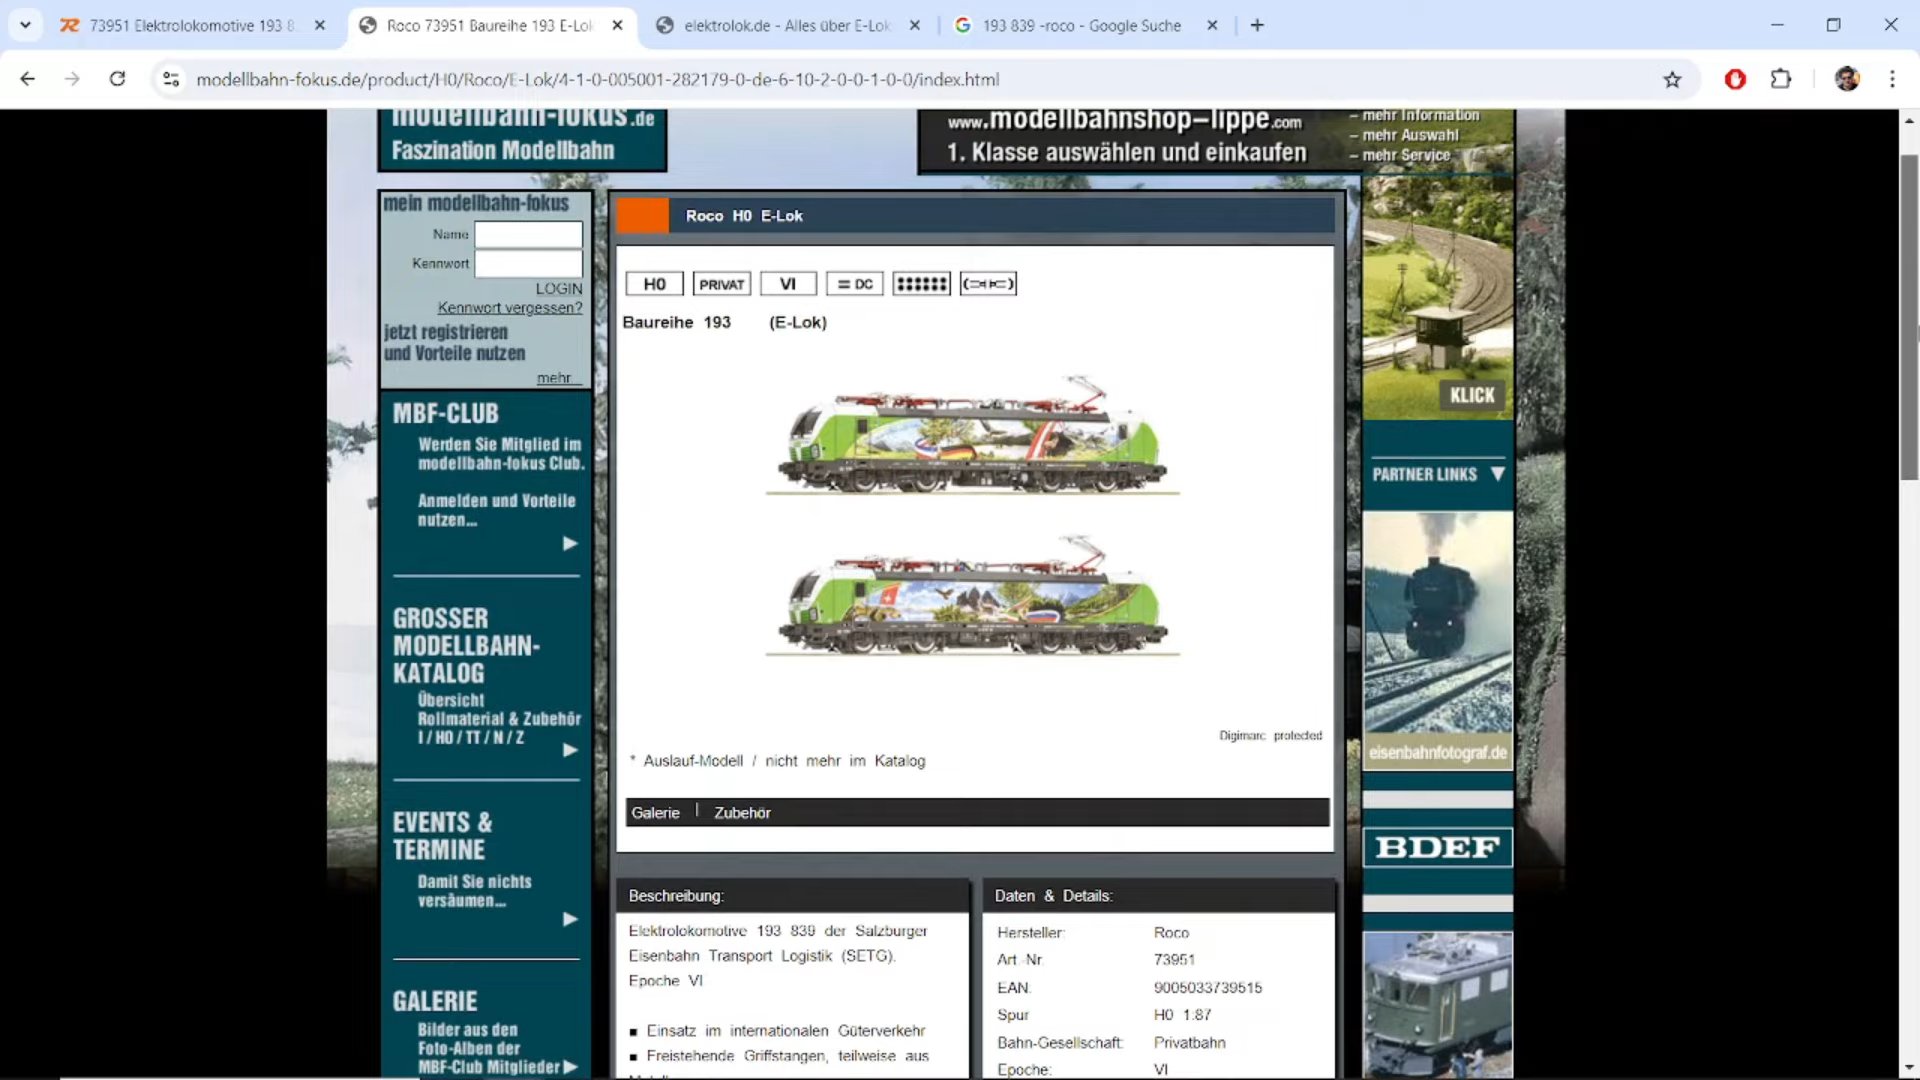 73951 Elektrolokomotive 193 8
Roco 73951 Baureihe 193 E-Lok
elektrolok.de - Alles über E-Lok
193 839 -roco - Google Suche
modellbahn-fokus.de/product/H0/Roco/E-Lok/4-1-0-005001-282179-0-de-6-10-2-0-0-1-0-0/index.html
modellbahn-fokus.de
Faszination Modellbahn
www.modellbahnshop-lippe.com
1. Klasse auswählen und einkaufen
– mehr Information
– mehr Auswahl
– mehr Service
mein modellbahn-fokus
Name
Kennwort
LOGIN
Kennwort vergessen?
jetzt registrieren
und Vorteile nutzen
mehr
MBF-CLUB
Werden Sie Mitglied im
modellbahn-fokus Club.
Anmelden und Vorteile
nutzen...
GROSSER
MODELLBAHN-
KATALOG
Übersicht
Rollmaterial & Zubehör
I / H0 / TT / N / Z
EVENTS &
TERMINE
Damit Sie nichts
versäumen...
GALERIE
Bilder aus den
Foto-Alben der
MBF-Club Mitglieder
Roco H0 E-Lok
H0 PRIVAT VI = DC
Baureihe 193 (E-Lok)
Digimarc protected
* Auslauf-Modell / nicht mehr im Katalog
Galerie | Zubehör
Beschreibung:
Elektrolokomotive 193 839 der Salzburger
Eisenbahn Transport Logistik (SETG).
Epoche VI
■ Einsatz im internationalen Güterverkehr
■ Freistehende Griffstangen, teilweise aus
Daten & Details:
Hersteller: Roco
Art.-Nr. 73951
EAN: 9005033739515
Spur H0 1:87
Bahn-Gesellschaft: Privatbahn
Epoche: VI
KLICK
PARTNER LINKS
eisenbahnfotograf.de
BDEF